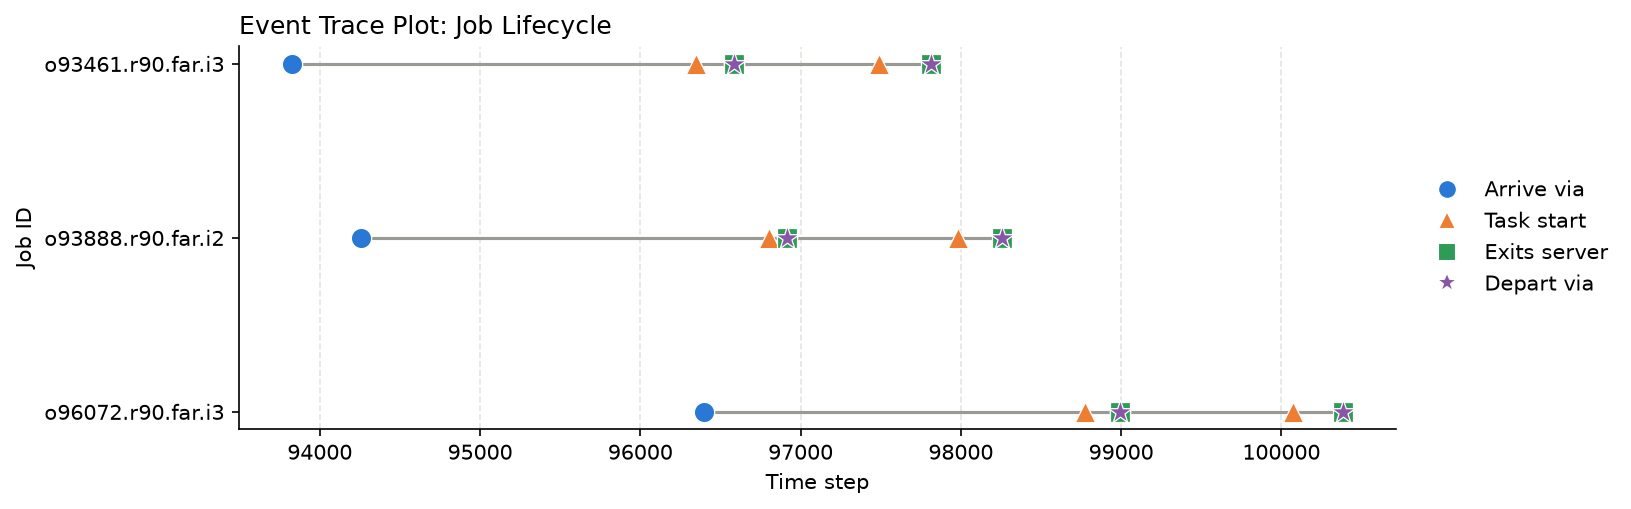 Event Trace Plot: Job Lifecycle
Job ID
o93461.r90.far.i3
o93888.r90.far.i2
o96072.r90.far.i3
94000 95000 96000 97000 98000 99000 100000
Time step
Arrive via
Task start
Exits server
Depart via